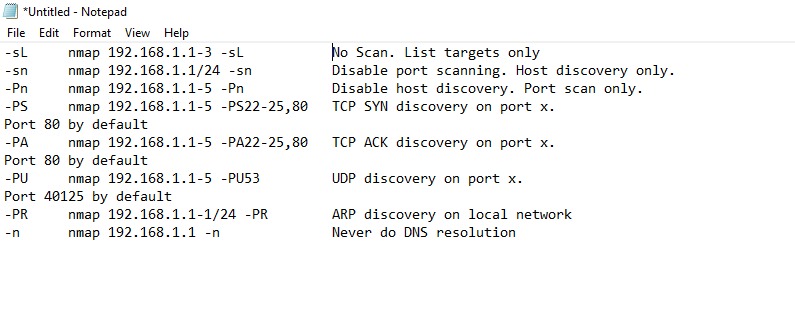 *Untitled - Notepad
File Edit Format View Help
-sL nmap 192.168.1.1-3 -sL No Scan. List targets only
-sn nmap 192.168.1.1/24 -sn Disable port scanning. Host discovery only.
-Pn nmap 192.168.1.1-5 -Pn Disable host discovery. Port scan only.
-PS nmap 192.168.1.1-5 -PS22-25,80 TCP SYN discovery on port x.
Port 80 by default
-PA nmap 192.168.1.1-5 -PA22-25,80 TCP ACK discovery on port x.
Port 80 by default
-PU nmap 192.168.1.1-5 -PU53 UDP discovery on port x.
Port 40125 by default
-PR nmap 192.168.1.1-1/24 -PR ARP discovery on local network
-n nmap 192.168.1.1 -n Never do DNS resolution